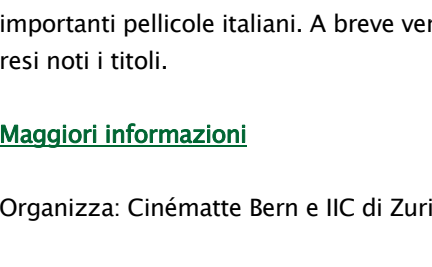 importanti pellicole italiani. A breve ver
resi noti i titoli.
Maggiori informazioni
Organizza: Cinématte Bern e IIC di Zuri